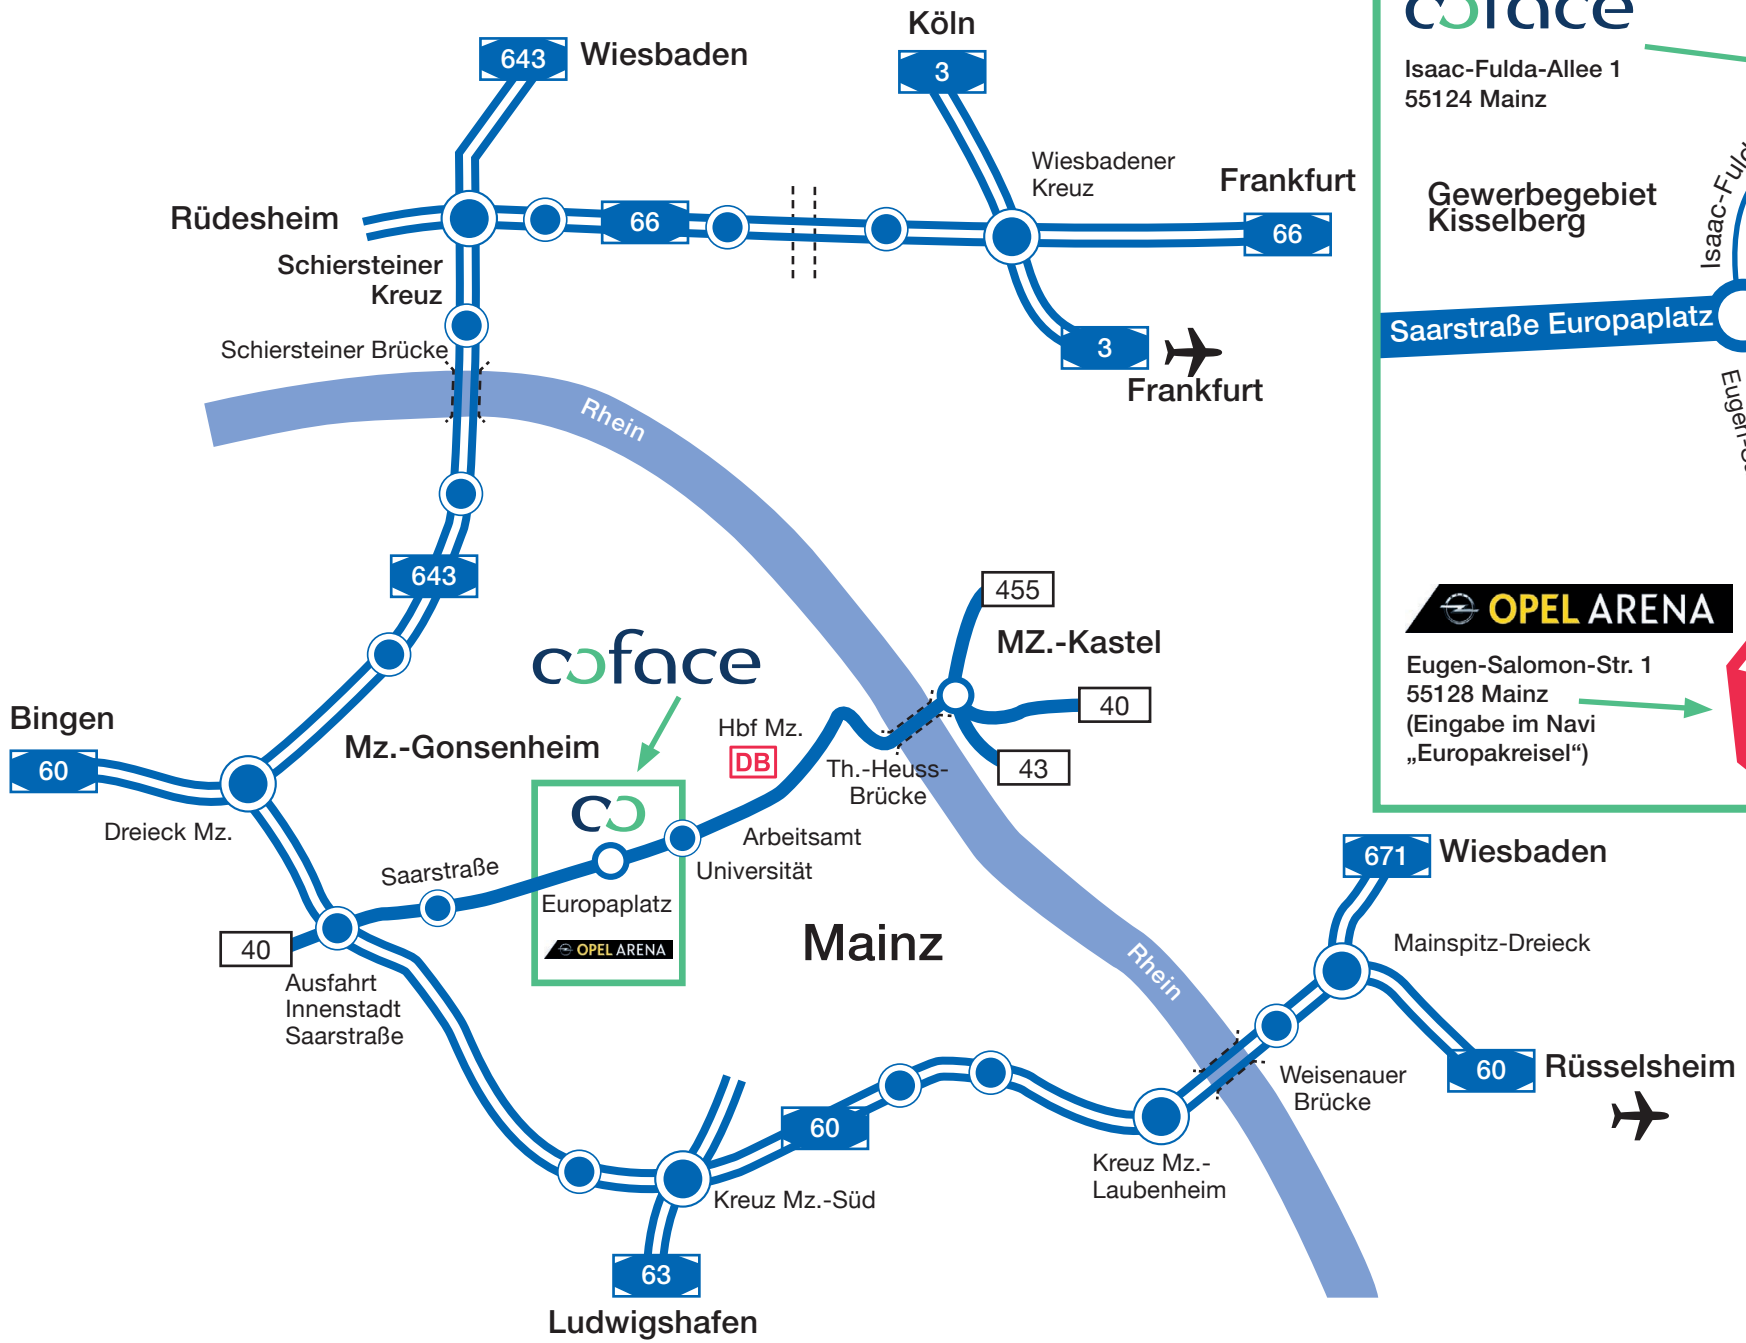 Köln
643
Wiesbaden
3
coface
Isaac-Fulda-Allee 1
55124 Mainz
Wiesbadener
Kreuz
Frankfurt
Rüdesheim
66
66
Gewerbegebiet
Kisselberg
Schiersteiner
Kreuz
Schiersteiner Brücke
3
Frankfurt
Saarstraße Europaplatz
Rhein
643
455
MZ.-Kastel
40
43
OPEL ARENA
Eugen-Salomon-Str. 1
55128 Mainz
(Eingabe im Navi
„Europakreisel“)
coface
Bingen
60
Mz.-Gonsenheim
Hbf Mz.
DB
Th.-Heuss-
Brücke
Dreieck Mz.
co
Arbeitsamt
Universität
Saarstraße
Europaplatz
OPEL ARENA
40
Ausfahrt
Innenstadt
Saarstraße
Mainz
671
Wiesbaden
Mainspitz-Dreieck
Rhein
60
Rüsselsheim
Weisenauer
Brücke
60
Kreuz Mz.-
Laubenheim
Kreuz Mz.-Süd
63
Ludwigshafen